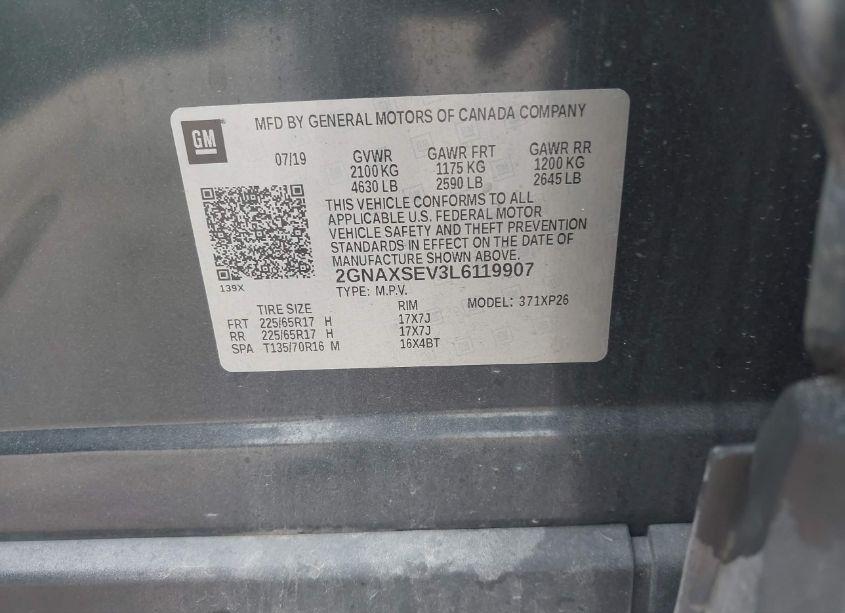 GM
MFD BY GENERAL MOTORS OF CANADA COMPANY
07/19 GVWR GAWR FRT GAWR RR
2100 KG 1175 KG 1200 KG
4630 LB 2590 LB 2645 LB
THIS VEHICLE CONFORMS TO ALL
APPLICABLE U.S. FEDERAL MOTOR
VEHICLE SAFETY AND THEFT PREVENTION
STANDARDS IN EFFECT ON THE DATE OF
MANUFACTURE SHOWN ABOVE.
2GNAXSEV3L6119907
139X
TYPE: M.P.V.
TIRE SIZE RIM MODEL: 371XP26
FRT 225/65R17 H 17X7J
RR 225/65R17 H 17X7J
SPA T135/70R16 M 16X4BT